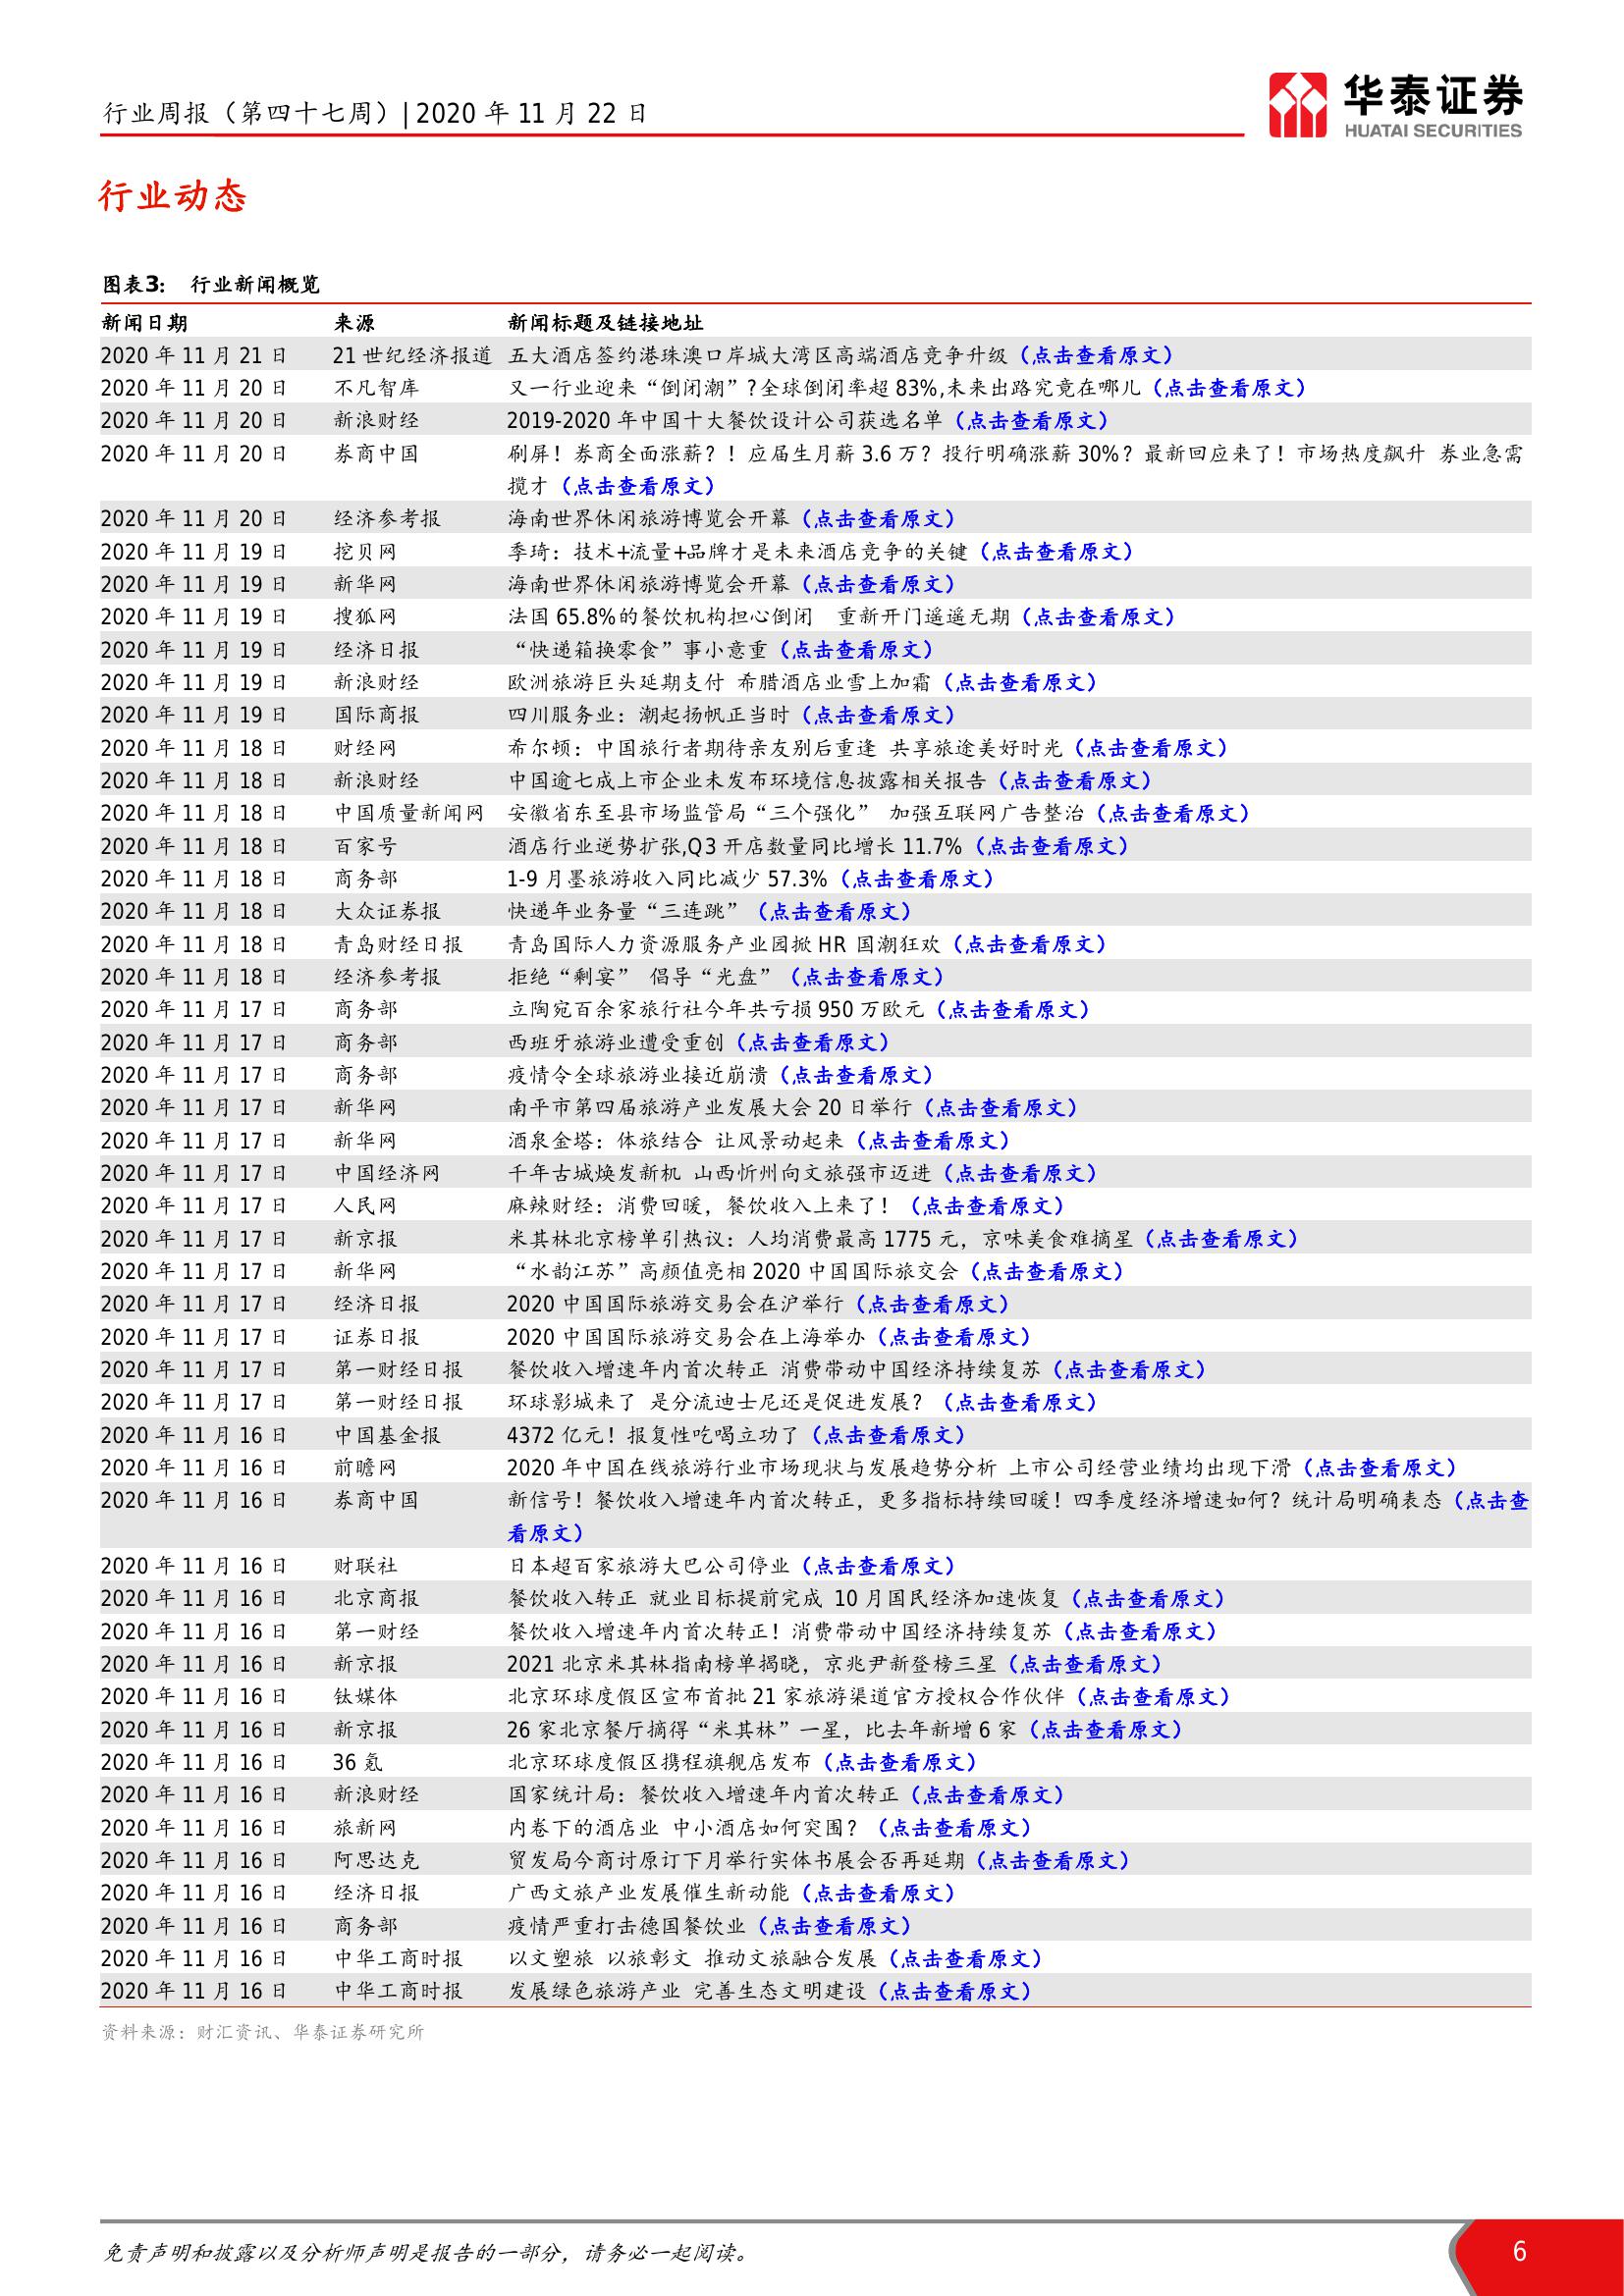 行业周报（第四十七周）| 2020 年 11 月 22 日
华泰证券
HUATAI SECURITIES
行业动态
图表3： 行业新闻概览
新闻日期 来源 新闻标题及链接地址
2020 年 11 月 21 日 21 世纪经济报道 五大酒店签约港珠澳口岸城大湾区高端酒店竞争升级（点击查看原文）
2020 年 11 月 20 日 不凡智库 又一行业迎来“倒闭潮”?全球倒闭率超 83%,未来出路究竟在哪儿（点击查看原文）
2020 年 11 月 20 日 新浪财经 2019-2020 年中国十大餐饮设计公司获选名单（点击查看原文）
2020 年 11 月 20 日 券商中国 刷屏！券商全面涨薪？！应届生月薪 3.6 万？投行明确涨薪 30%？最新回应来了！市场热度飙升 券业急需
揽才（点击查看原文）
2020 年 11 月 20 日 经济参考报 海南世界休闲旅游博览会开幕（点击查看原文）
2020 年 11 月 19 日 挖贝网 季琦：技术+流量+品牌才是未来酒店竞争的关键（点击查看原文）
2020 年 11 月 19 日 新华网 海南世界休闲旅游博览会开幕（点击查看原文）
2020 年 11 月 19 日 搜狐网 法国 65.8%的餐饮机构担心倒闭 重新开门遥遥无期（点击查看原文）
2020 年 11 月 19 日 经济日报 “快递箱换零食”事小意重（点击查看原文）
2020 年 11 月 19 日 新浪财经 欧洲旅游巨头延期支付 希腊酒店业雪上加霜（点击查看原文）
2020 年 11 月 19 日 国际商报 四川服务业：潮起扬帆正当时（点击查看原文）
2020 年 11 月 18 日 财经网 希尔顿：中国旅行者期待亲友别后重逢 共享旅途美好时光（点击查看原文）
2020 年 11 月 18 日 新浪财经 中国逾七成上市企业未发布环境信息披露相关报告（点击查看原文）
2020 年 11 月 18 日 中国质量新闻网 安徽省东至县市场监管局“三个强化” 加强互联网广告整治（点击查看原文）
2020 年 11 月 18 日 百家号 酒店行业逆势扩张,Q3 开店数量同比增长 11.7%（点击查看原文）
2020 年 11 月 18 日 商务部 1-9 月墨旅游收入同比减少 57.3%（点击查看原文）
2020 年 11 月 18 日 大众证券报 快递年业务量“三连跳”（点击查看原文）
2020 年 11 月 18 日 青岛财经日报 青岛国际人力资源服务产业园掀 HR 国潮狂欢（点击查看原文）
2020 年 11 月 18 日 经济参考报 拒绝“剩宴” 倡导“光盘”（点击查看原文）
2020 年 11 月 17 日 商务部 立陶宛百余家旅行社今年共亏损 950 万欧元（点击查看原文）
2020 年 11 月 17 日 商务部 西班牙旅游业遭受重创（点击查看原文）
2020 年 11 月 17 日 商务部 疫情令全球旅游业接近崩溃（点击查看原文）
2020 年 11 月 17 日 新华网 南平市第四届旅游产业发展大会 20 日举行（点击查看原文）
2020 年 11 月 17 日 新华网 酒泉金塔：体旅结合 让风景动起来（点击查看原文）
2020 年 11 月 17 日 中国经济网 千年古城焕发新机 山西忻州向文旅强市迈进（点击查看原文）
2020 年 11 月 17 日 人民网 麻辣财经：消费回暖，餐饮收入上来了！（点击查看原文）
2020 年 11 月 17 日 新京报 米其林北京榜单引热议：人均消费最高 1775 元，京味美食难摘星（点击查看原文）
2020 年 11 月 17 日 新华网 “水韵江苏”高颜值亮相 2020 中国国际旅交会（点击查看原文）
2020 年 11 月 17 日 经济日报 2020 中国国际旅游交易会在沪举行（点击查看原文）
2020 年 11 月 17 日 证券日报 2020 中国国际旅游交易会在上海举办（点击查看原文）
2020 年 11 月 17 日 第一财经日报 餐饮收入增速年内首次转正 消费带动中国经济持续复苏（点击查看原文）
2020 年 11 月 17 日 第一财经日报 环球影城来了 是分流迪士尼还是促进发展？（点击查看原文）
2020 年 11 月 16 日 中国基金报 4372 亿元！报复性吃喝立功了（点击查看原文）
2020 年 11 月 16 日 前瞻网 2020 年中国在线旅游行业市场现状与发展趋势分析 上市公司经营业绩均出现下滑（点击查看原文）
2020 年 11 月 16 日 券商中国 新信号！餐饮收入增速年内首次转正，更多指标持续回暖！四季度经济增速如何？统计局明确表态（点击查
看原文）
2020 年 11 月 16 日 财联社 日本超百家旅游大巴公司停业（点击查看原文）
2020 年 11 月 16 日 北京商报 餐饮收入转正 就业目标提前完成 10 月国民经济加速恢复（点击查看原文）
2020 年 11 月 16 日 第一财经 餐饮收入增速年内首次转正！消费带动中国经济持续复苏（点击查看原文）
2020 年 11 月 16 日 新京报 2021 北京米其林指南榜单揭晓，京兆尹新登榜三星（点击查看原文）
2020 年 11 月 16 日 钛媒体 北京环球度假区宣布首批 21 家旅游渠道官方授权合作伙伴（点击查看原文）
2020 年 11 月 16 日 新京报 26 家北京餐厅摘得“米其林”一星，比去年新增 6 家（点击查看原文）
2020 年 11 月 16 日 36 氪 北京环球度假区携程旗舰店发布（点击查看原文）
2020 年 11 月 16 日 新浪财经 国家统计局：餐饮收入增速年内首次转正（点击查看原文）
2020 年 11 月 16 日 旅新网 内卷下的酒店业 中小酒店如何突围？（点击查看原文）
2020 年 11 月 16 日 阿思达克 贸发局今商讨原订下月举行实体书展会否再延期（点击查看原文）
2020 年 11 月 16 日 经济日报 广西文旅产业发展催生新动能（点击查看原文）
2020 年 11 月 16 日 商务部 疫情严重打击德国餐饮业（点击查看原文）
2020 年 11 月 16 日 中华工商时报 以文塑旅 以旅彰文 推动文旅融合发展（点击查看原文）
2020 年 11 月 16 日 中华工商时报 发展绿色旅游产业 完善生态文明建设（点击查看原文）
资料来源：财汇资讯、华泰证券研究所
免责声明和披露以及分析师声明是报告的一部分，请务必一起阅读。
6